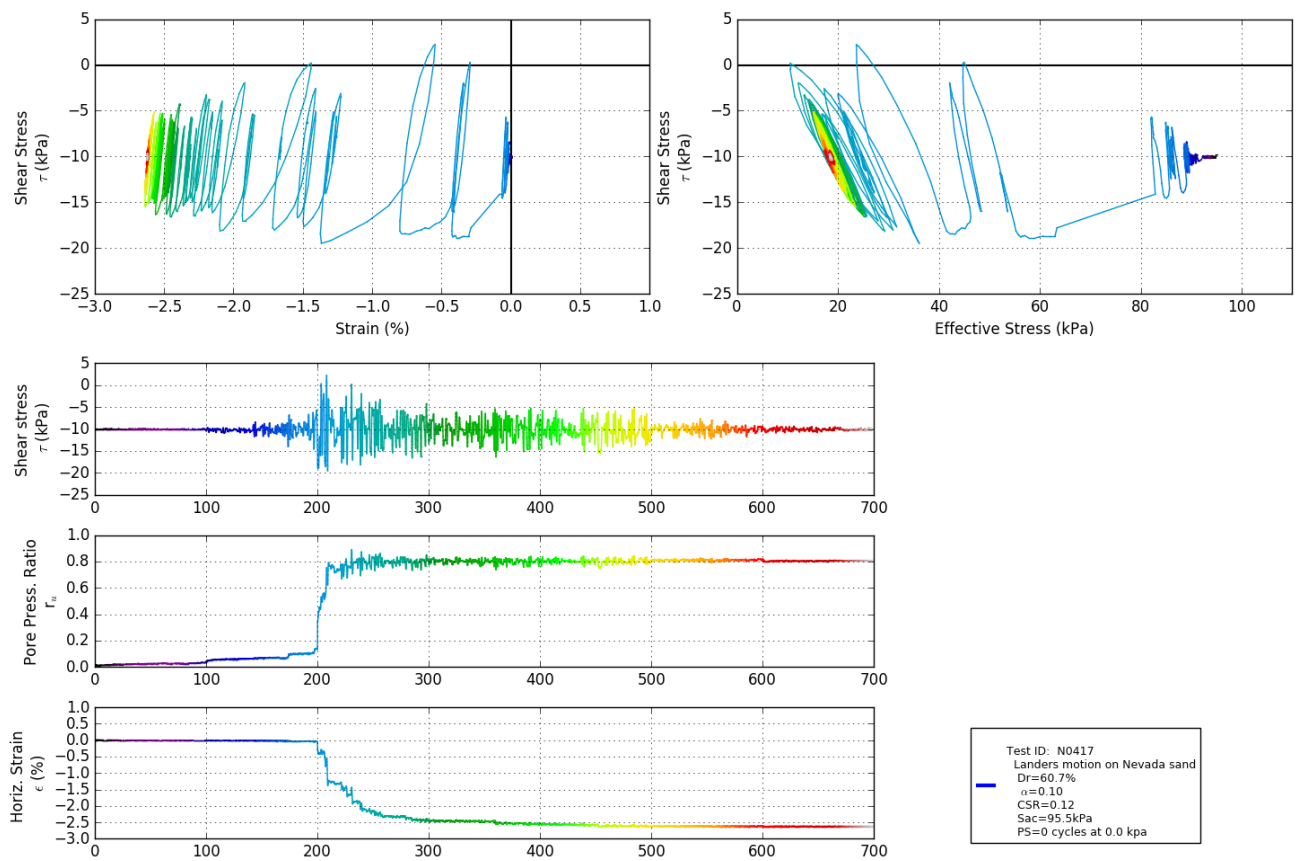 5
0
−5
−10
−15
−20
−25
Shear Stress
τ (kPa)
−3.0 −2.5 −2.0 −1.5 −1.0 −0.5 0.0 0.5 1.0
Strain (%)
5
0
−5
−10
−15
−20
−25
Shear Stress
τ (kPa)
0 20 40 60 80 100
Effective Stress (kPa)
5
0
−5
−10
−15
−20
−25
Shear stress
τ (kPa)
0 100 200 300 400 500 600 700
1.0
0.8
0.6
0.4
0.2
0.0
Pore Press. Ratio
rᵤ
0 100 200 300 400 500 600 700
1.0
0.5
0.0
−0.5
−1.0
−1.5
−2.0
−2.5
−3.0
Horiz. Strain
ϵ (%)
0 100 200 300 400 500 600 700
Test ID: N0417
Landers motion on Nevada sand
Dr=60.7%
α=0.10
CSR=0.12
Sac=95.5kPa
PS=0 cycles at 0.0 kpa